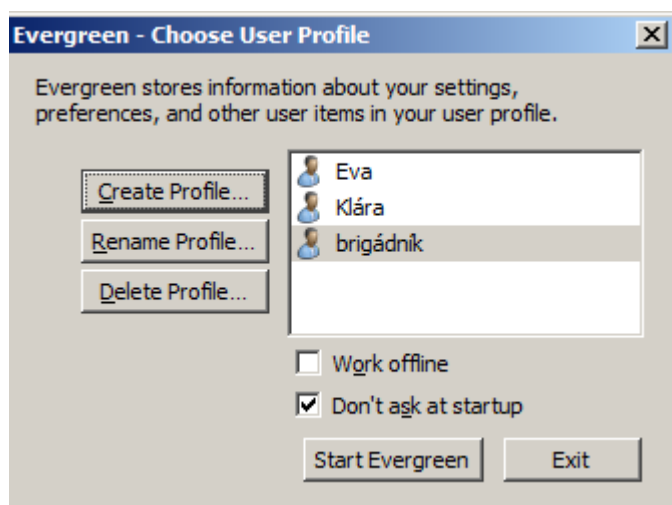 Evergreen - Choose User Profile
Evergreen stores information about your settings,
preferences, and other user items in your user profile.
Create Profile...
Rename Profile...
Delete Profile...
Eva
Klára
brigádník
Work offline
Don't ask at startup
Start Evergreen
Exit